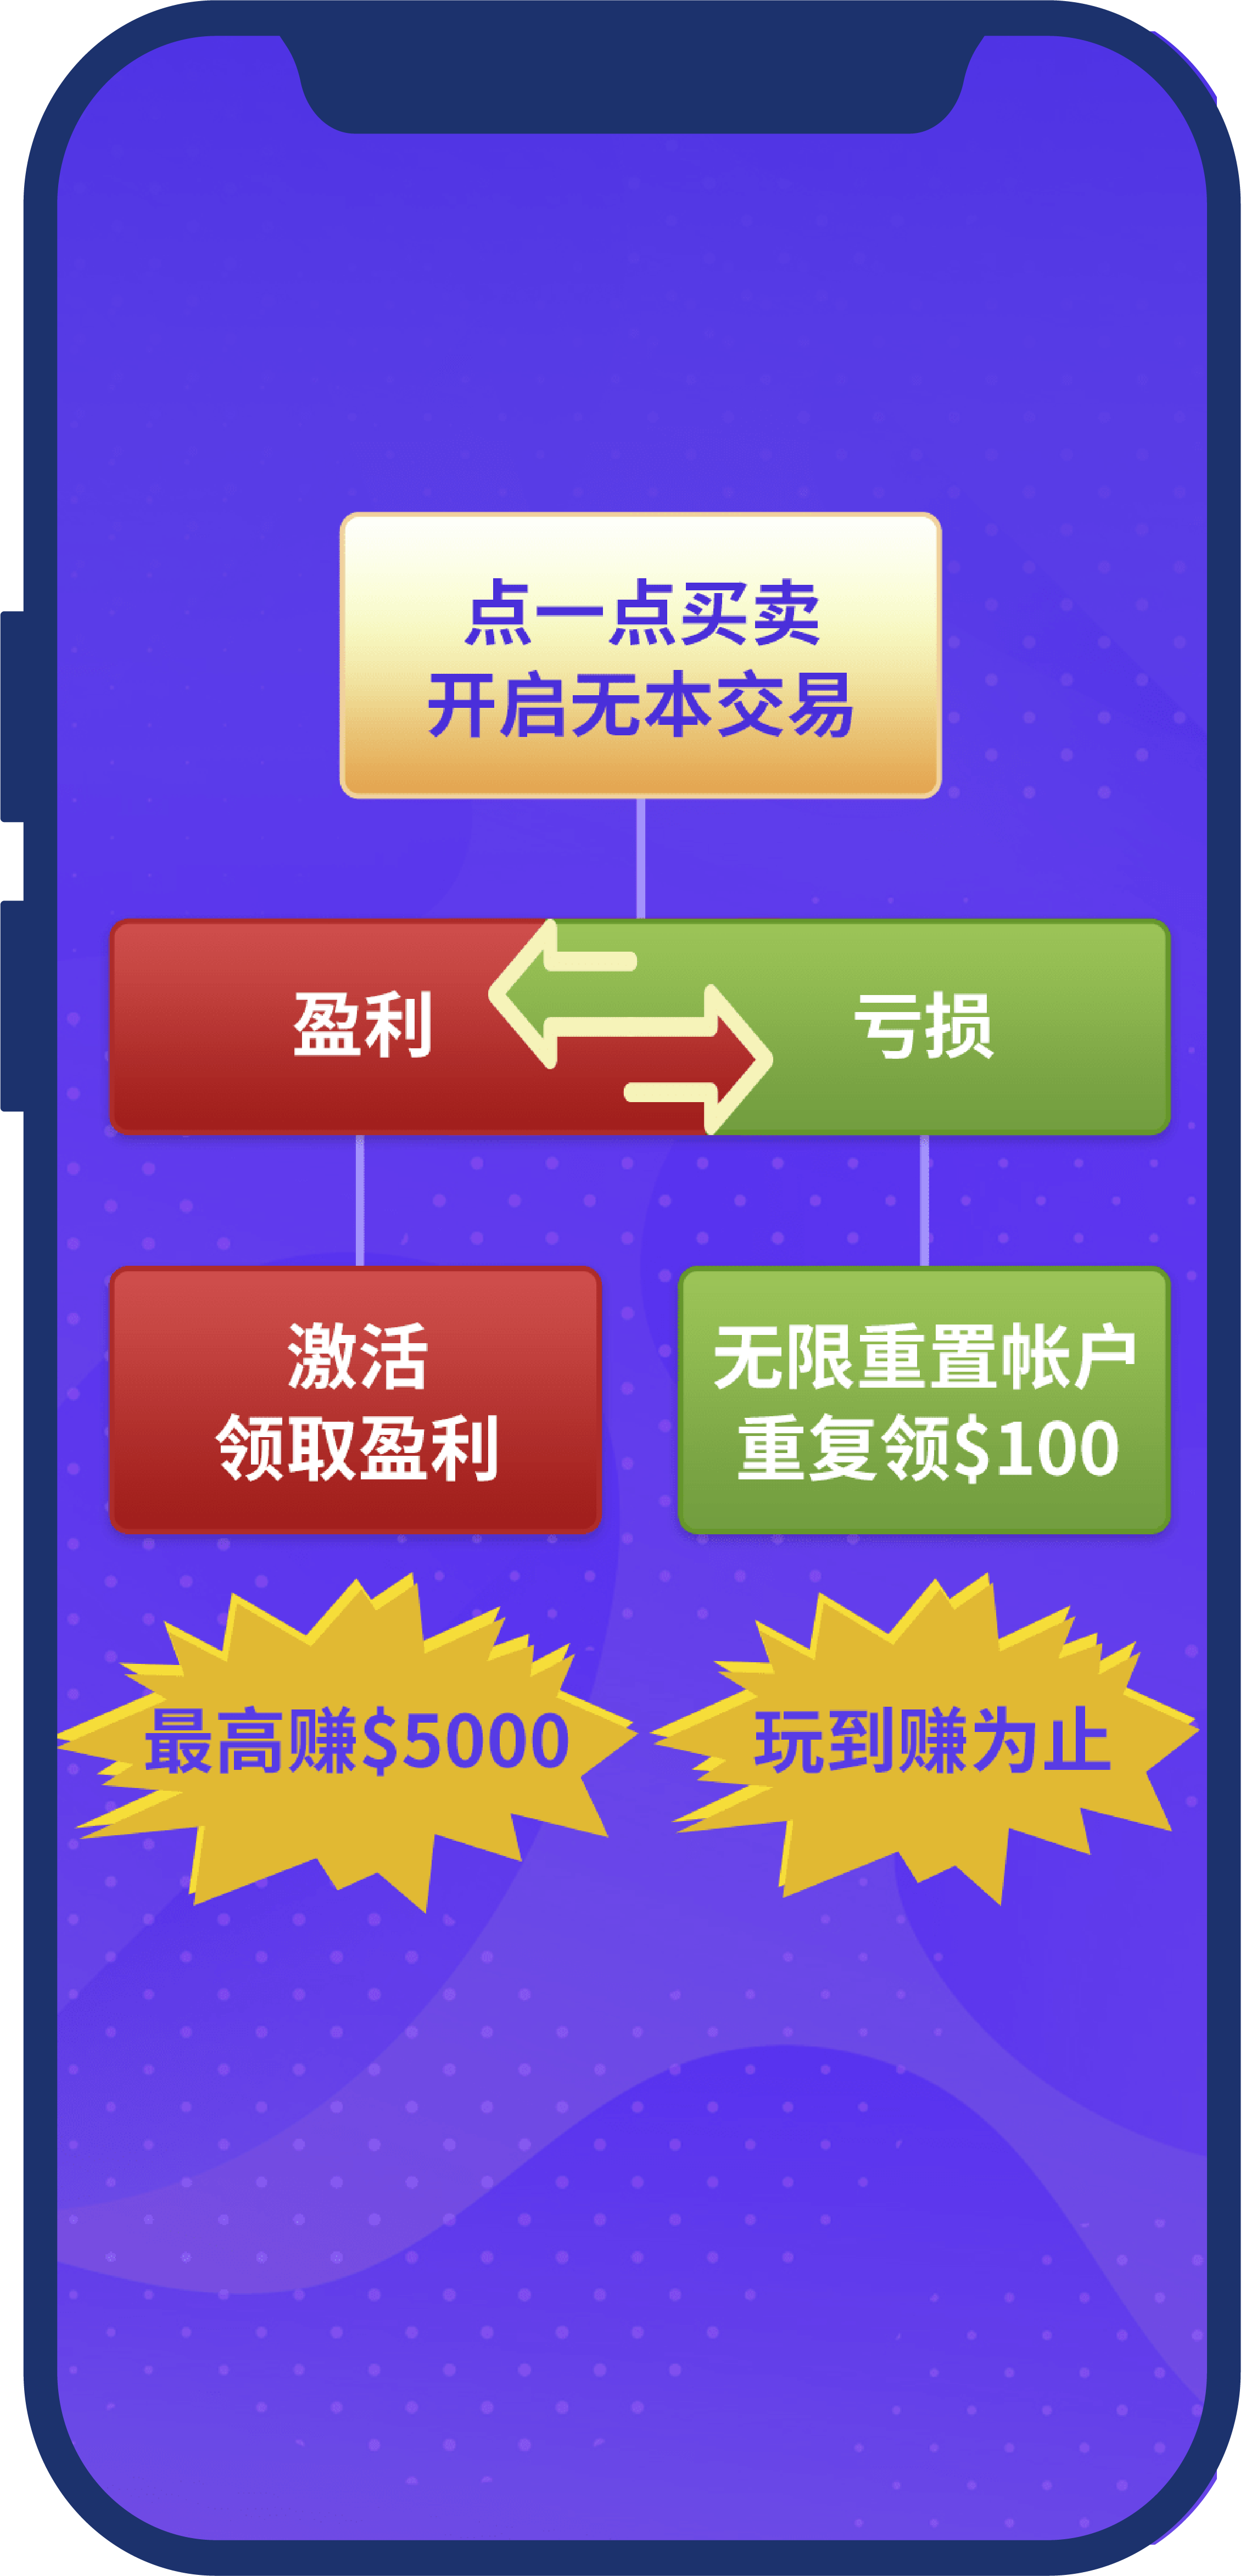 点一点买卖
开启无本交易
盈利
亏损
激活
领取盈利
无限重置帐户
重复领$100
最高赚$5000
玩到赚为止